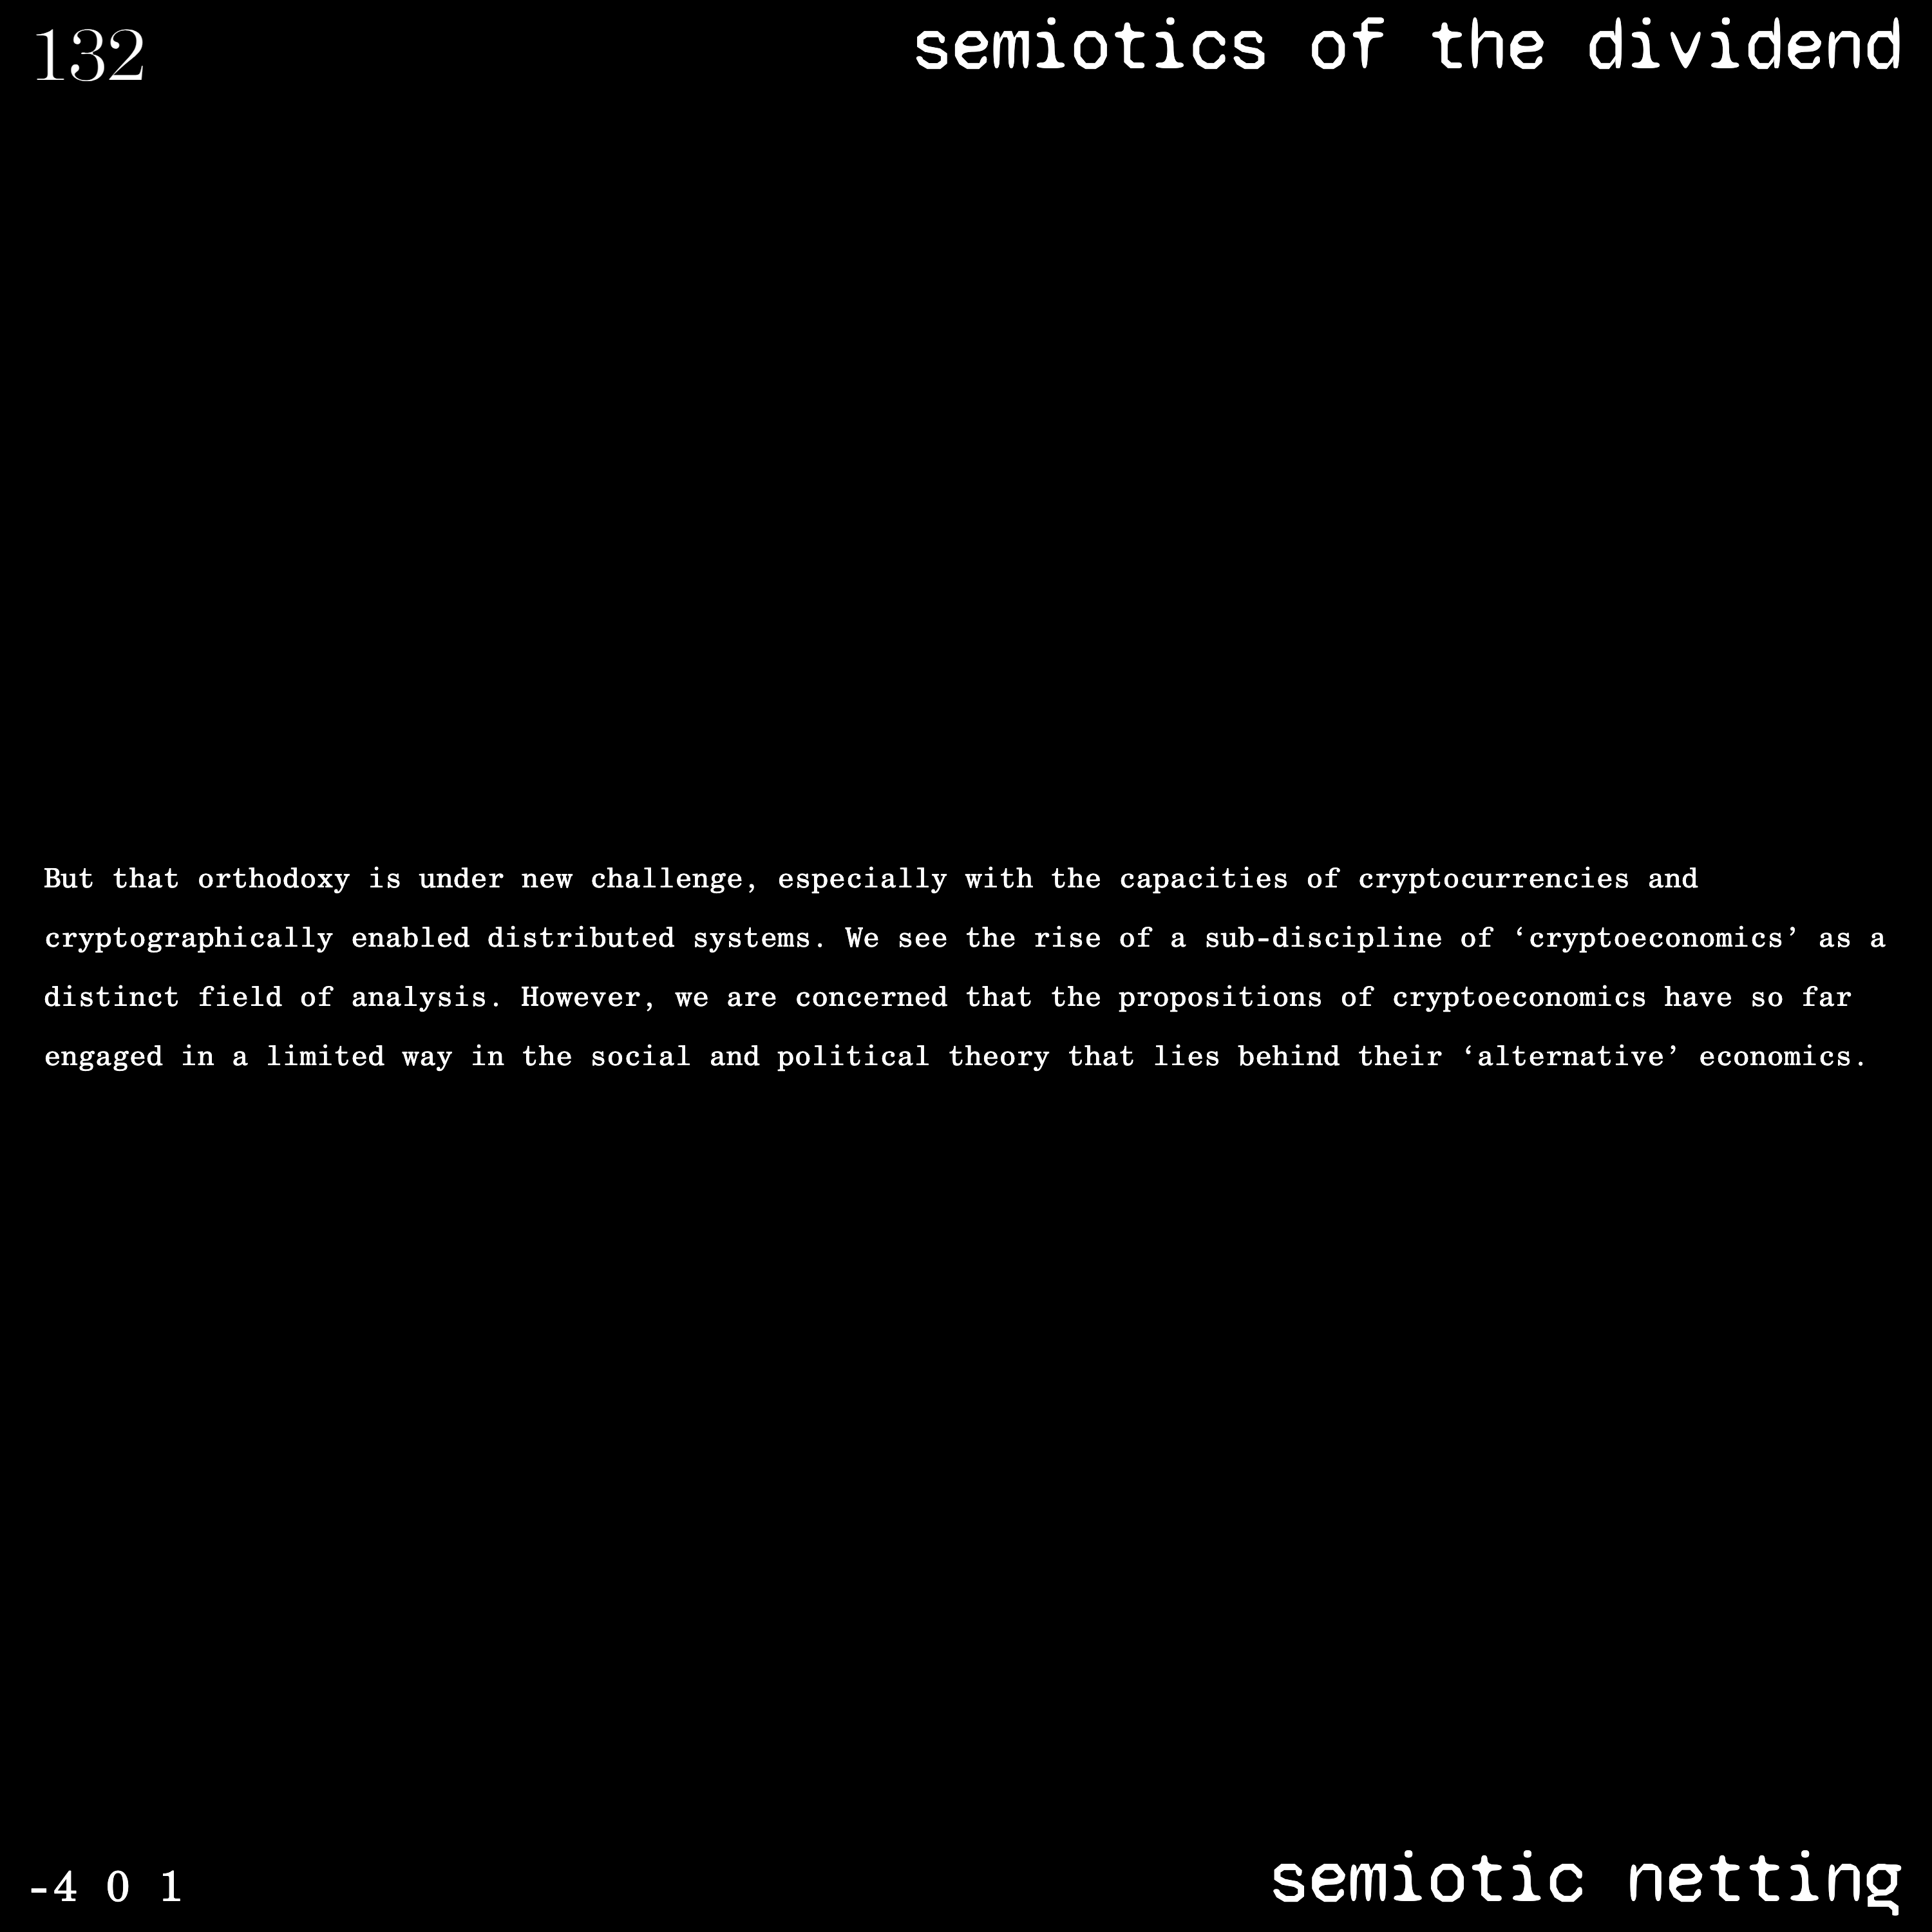 132
semiotics of the dividend
But that orthodoxy is under new challenge, especially with the capacities of cryptocurrencies and
cryptographically enabled distributed systems. We see the rise of a sub-discipline of ‘cryptoeconomics’ as a
distinct field of analysis. However, we are concerned that the propositions of cryptoeconomics have so far
engaged in a limited way in the social and political theory that lies behind their ‘alternative’ economics.
-4 0 1
semiotic netting